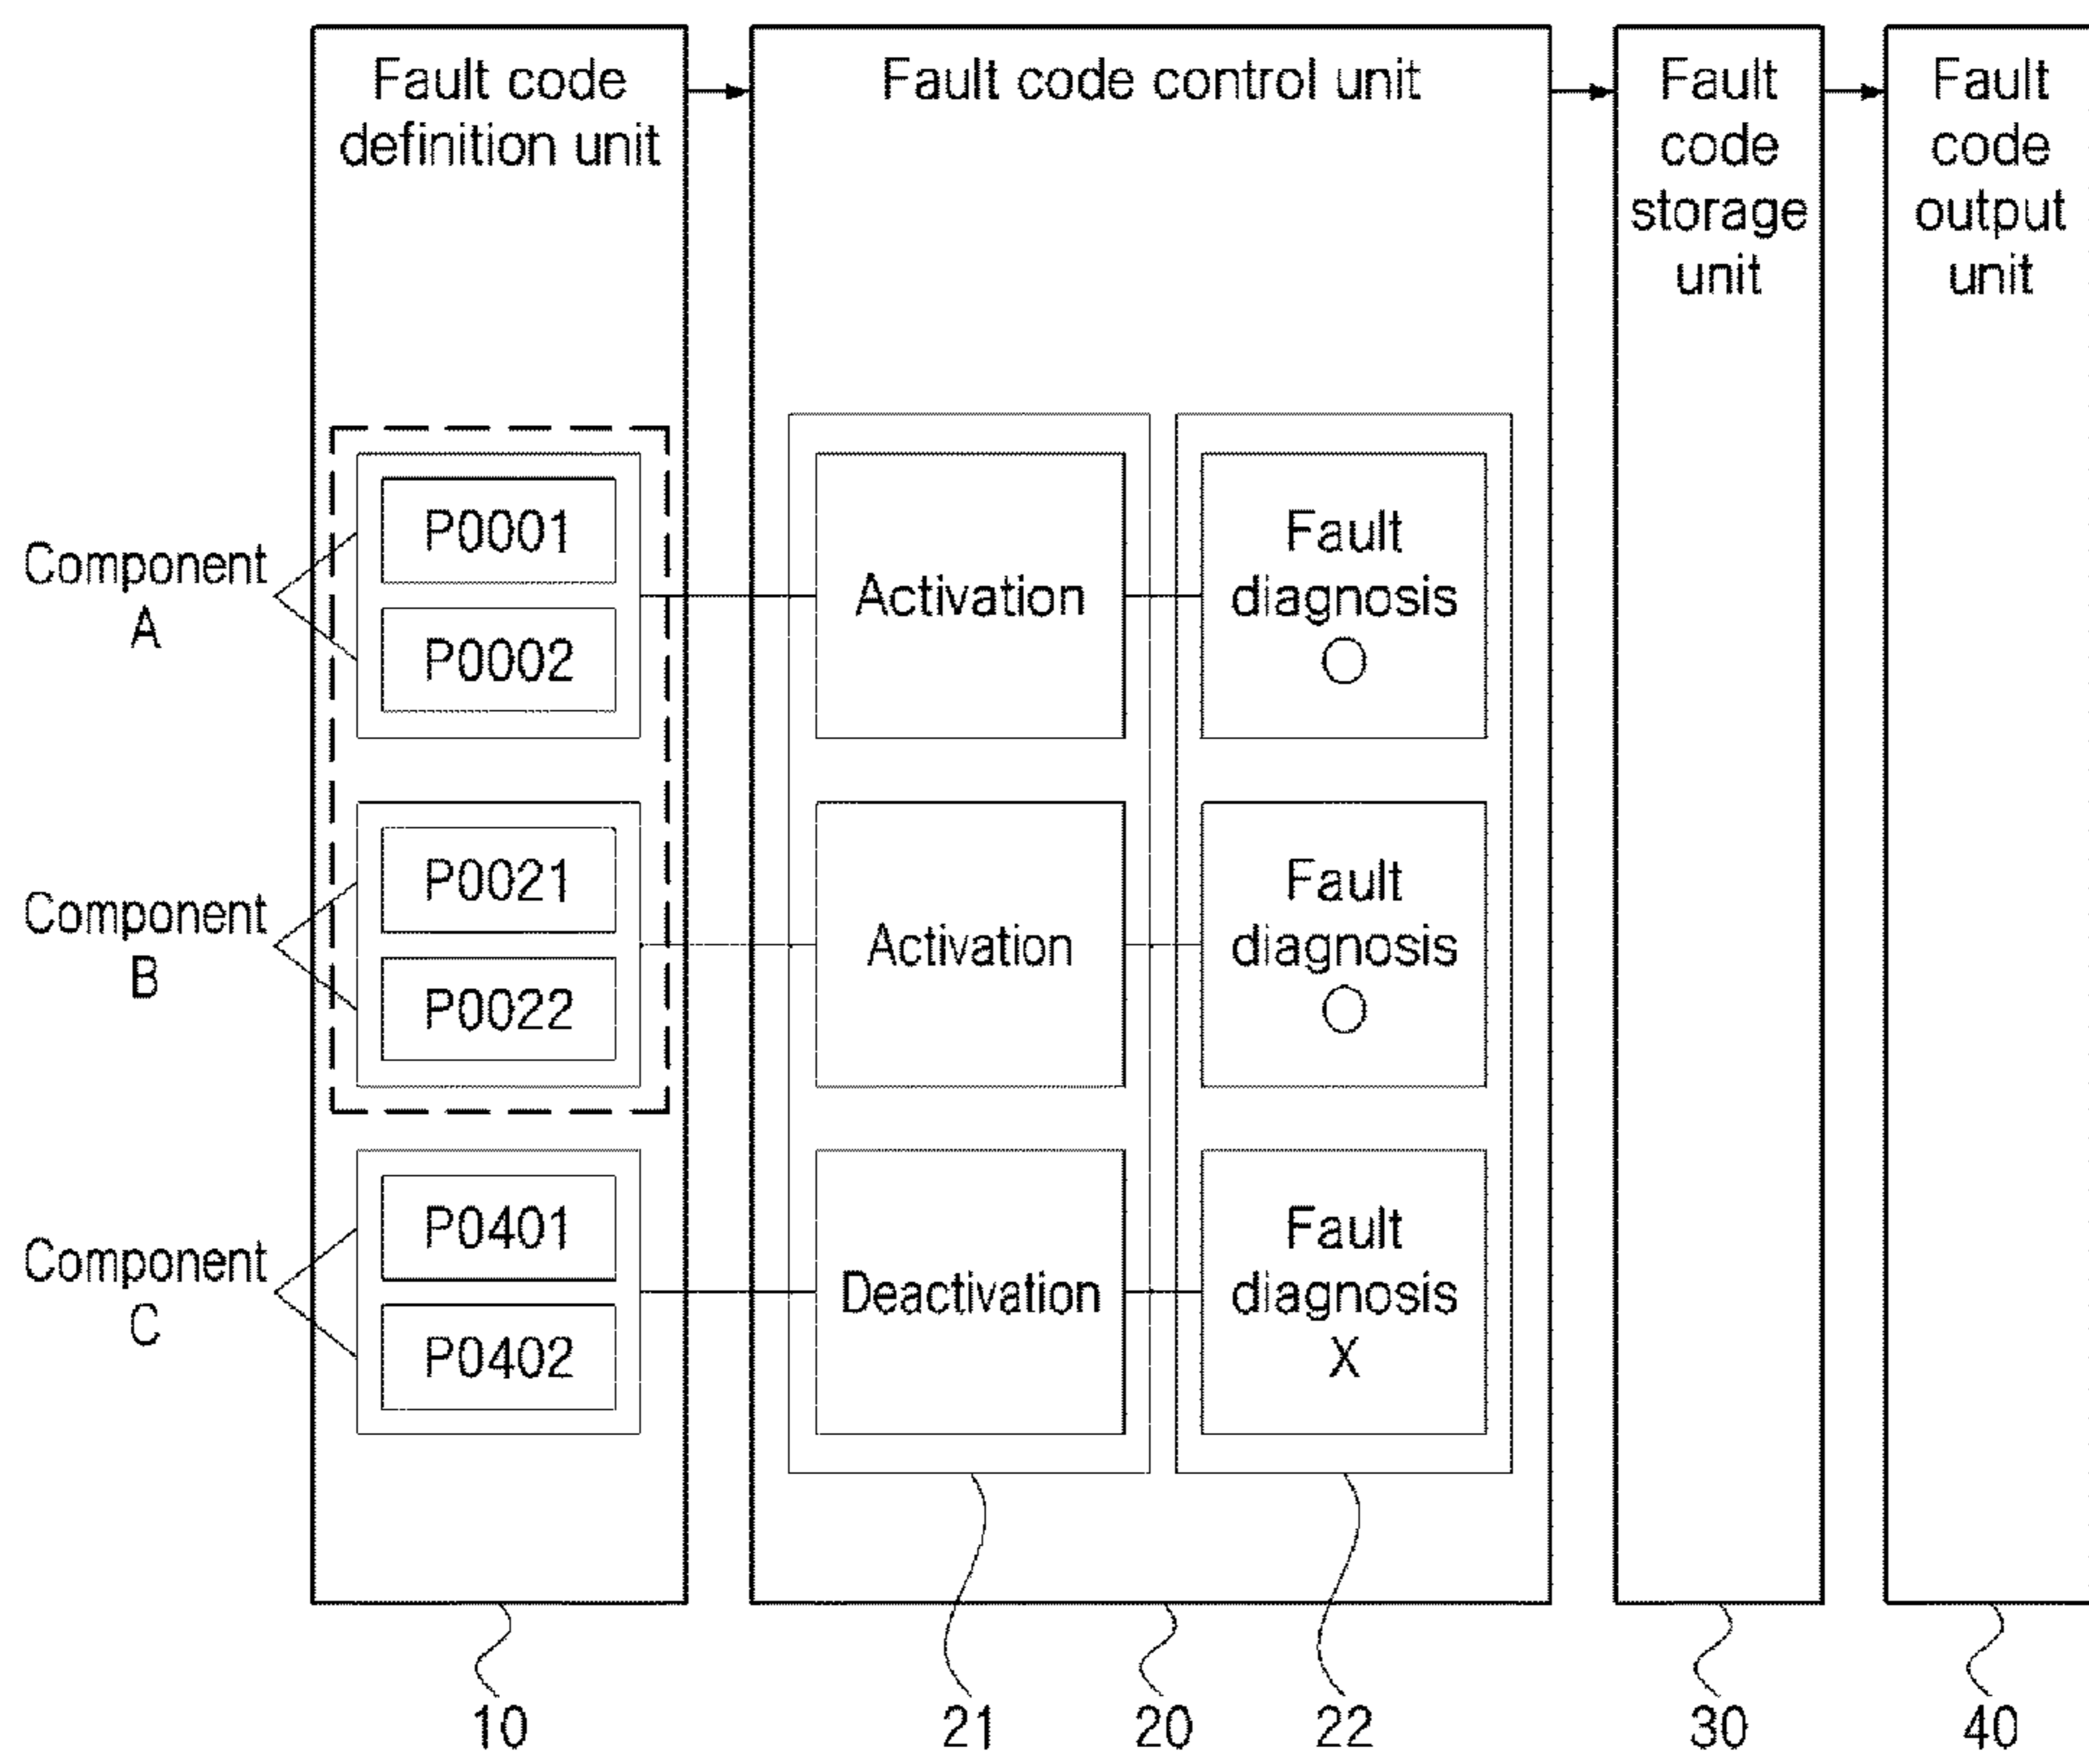 Fault code
definition unit
Fault code control unit
Fault
code
storage
unit
Fault
code
output
unit
Component
A
P0001
P0002
Activation
Fault
diagnosis
○
Component
B
P0021
P0022
Activation
Fault
diagnosis
○
Component
C
P0401
P0402
Deactivation
Fault
diagnosis
X
10
21
20
22
30
40